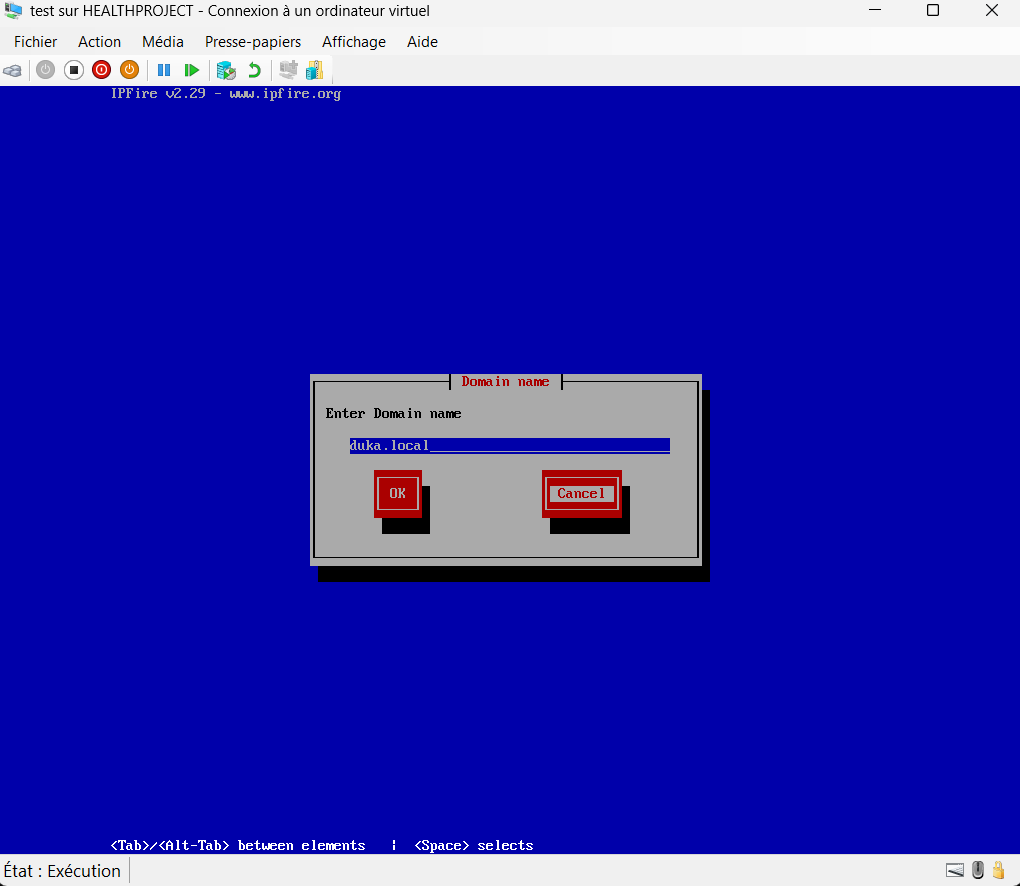 test sur HEALTHPROJECT - Connexion à un ordinateur virtuel
Fichier Action Média Presse-papiers Affichage Aide
IPFire v2.29 - www.ipfire.org
Domain name
Enter Domain name
duka.local
OK Cancel
<Tab>/<Alt-Tab> between elements | <Space> selects
État : Exécution